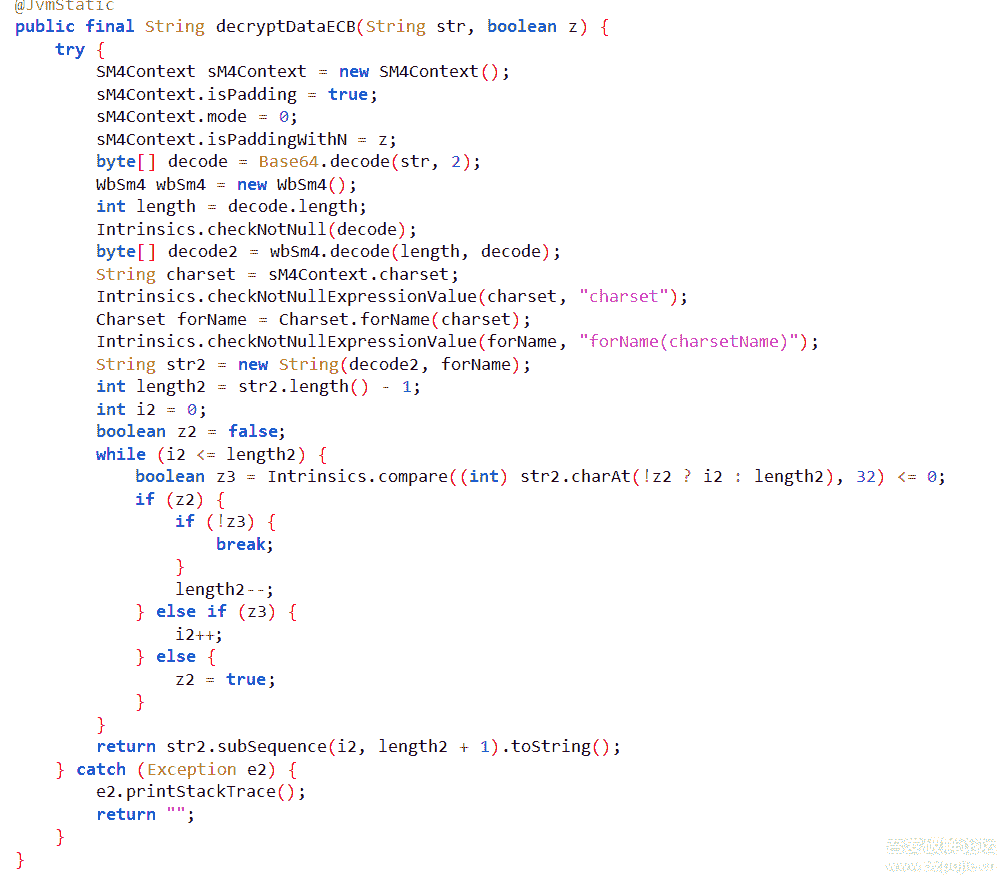 @JvmStatic
public final String decryptDataECB(String str, boolean z) {
    try {
        SM4Context sM4Context = new SM4Context();
        sM4Context.isPadding = true;
        sM4Context.mode = 0;
        sM4Context.isPaddingWithN = z;
        byte[] decode = Base64.decode(str, 2);
        WbSm4 wbSm4 = new WbSm4();
        int length = decode.length;
        Intrinsics.checkNotNull(decode);
        byte[] decode2 = wbSm4.decode(length, decode);
        String charset = sM4Context.charset;
        Intrinsics.checkNotNullExpressionValue(charset, "charset");
        Charset forName = Charset.forName(charset);
        Intrinsics.checkNotNullExpressionValue(forName, "forName(charsetName)");
        String str2 = new String(decode2, forName);
        int length2 = str2.length() - 1;
        int i2 = 0;
        boolean z2 = false;
        while (i2 <= length2) {
            boolean z3 = Intrinsics.compare((int) str2.charAt(!z2 ? i2 : length2), 32) <= 0;
            if (z2) {
                if (!z3) {
                    break;
                }
                length2--;
            } else if (z3) {
                i2++;
            } else {
                z2 = true;
            }
        }
        return str2.subSequence(i2, length2 + 1).toString();
    } catch (Exception e2) {
        e2.printStackTrace();
        return "";
    }
}